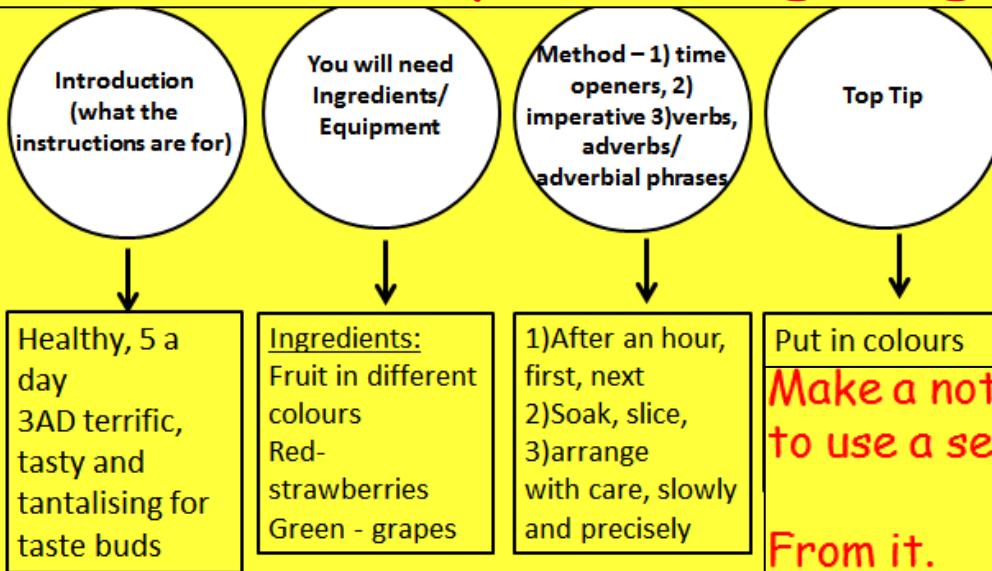 Introduction
(what the
instructions are for)
You will need
Ingredients/
Equipment
Method – 1) time
openers, 2)
imperative 3)verbs,
adverbs/
adverbial phrases
Top Tip
Healthy, 5 a
day
3AD terrific,
tasty and
tantalising for
taste buds
Ingredients:
Fruit in different
colours
Red-
strawberries
Green - grapes
1)After an hour,
first, next
2)Soak, slice,
3)arrange
with care, slowly
and precisely
Put in colours
Make a not
to use a se
From it.